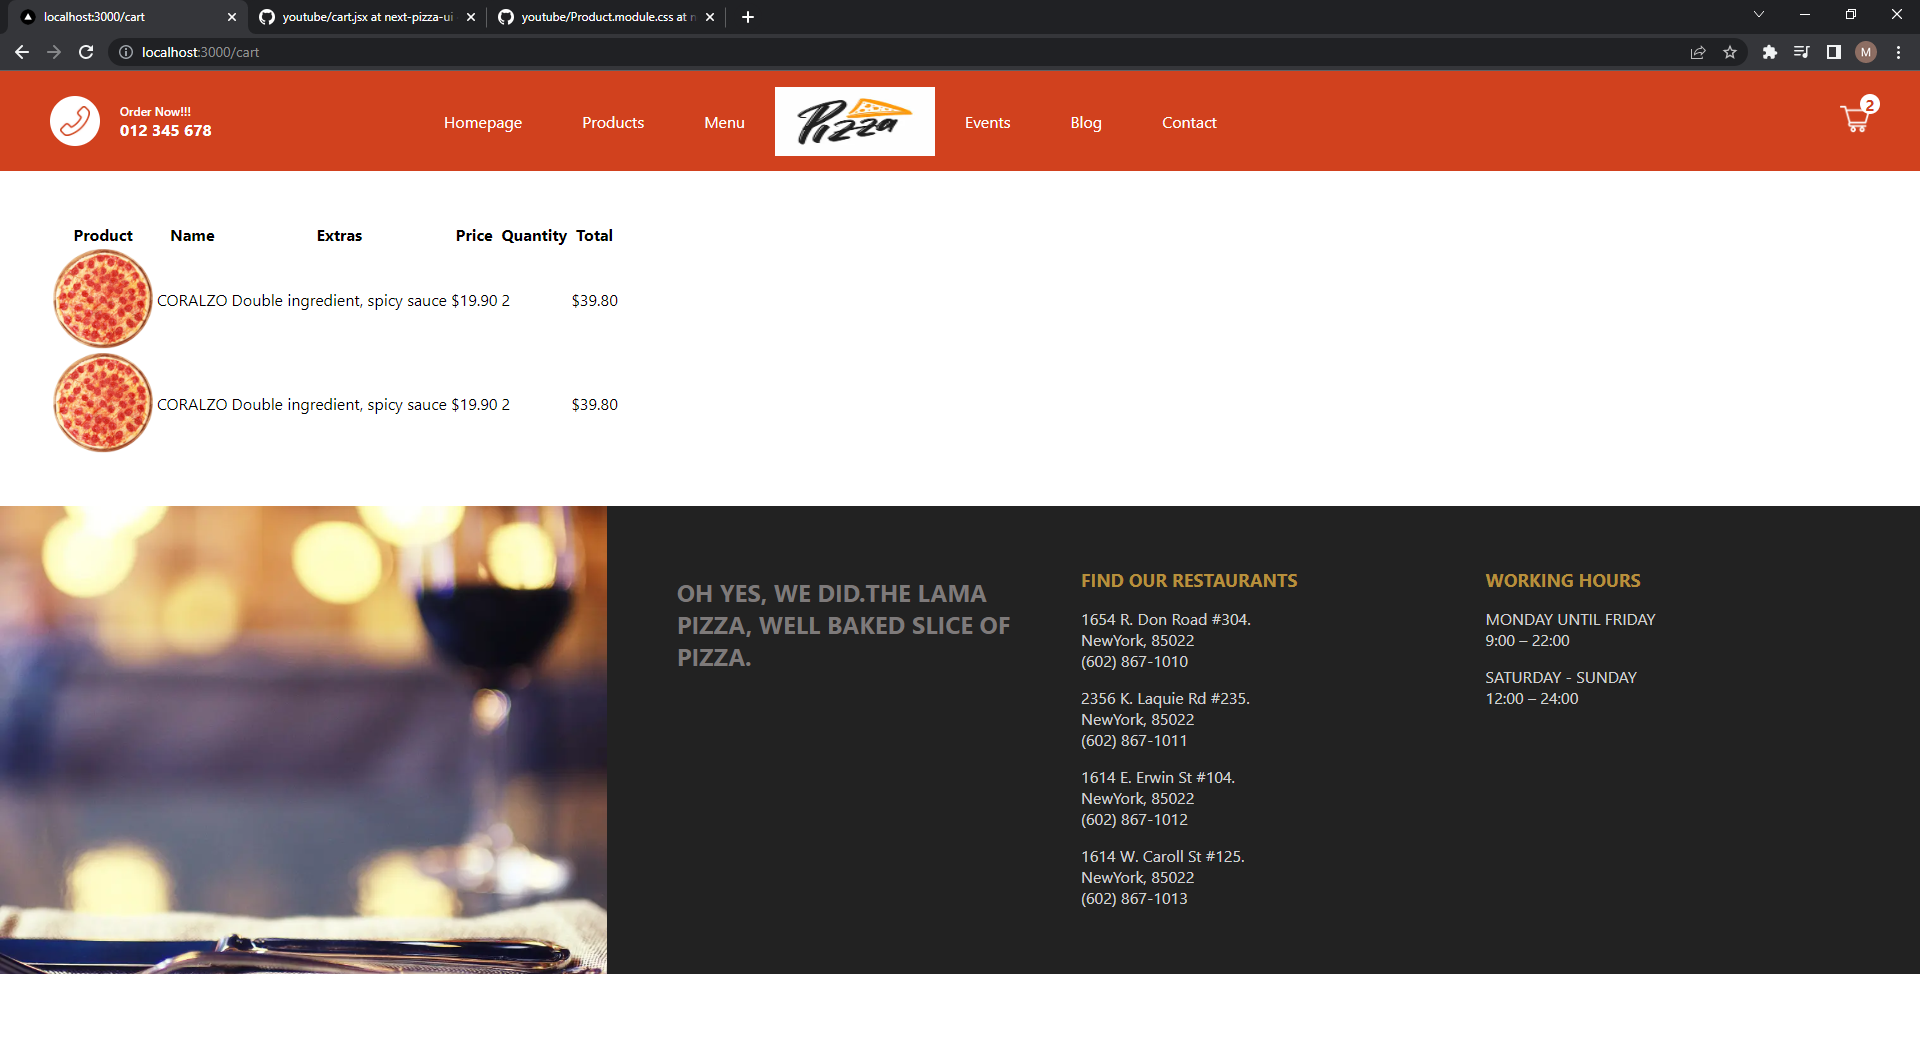 localhost:3000/cart
youtube/cart.jsx at next-pizza-ui
youtube/Product.module.css at n
localhost:3000/cart
M
Order Now!!!
012 345 678
Homepage
Products
Menu
Pizza
Events
Blog
Contact
2
Product Name Extras Price Quantity Total
CORALZO Double ingredient, spicy sauce $19.90 2 $39.80
CORALZO Double ingredient, spicy sauce $19.90 2 $39.80
OH YES, WE DID.THE LAMA
PIZZA, WELL BAKED SLICE OF
PIZZA.
FIND OUR RESTAURANTS
1654 R. Don Road #304.
NewYork, 85022
(602) 867-1010
2356 K. Laquie Rd #235.
NewYork, 85022
(602) 867-1011
1614 E. Erwin St #104.
NewYork, 85022
(602) 867-1012
1614 W. Caroll St #125.
NewYork, 85022
(602) 867-1013
WORKING HOURS
MONDAY UNTIL FRIDAY
9:00 – 22:00
SATURDAY - SUNDAY
12:00 – 24:00